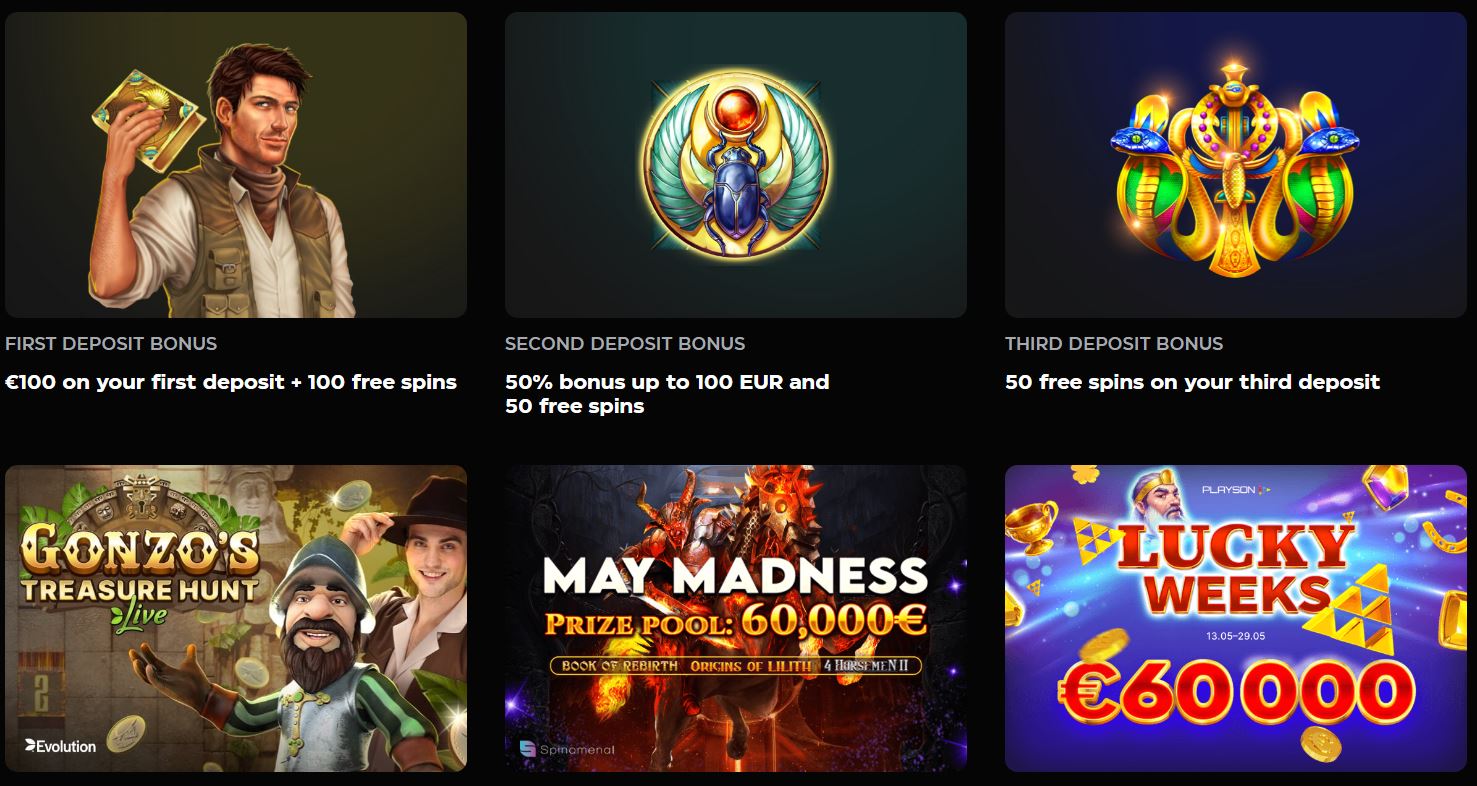 FIRST DEPOSIT BONUS
€100 on your first deposit + 100 free spins
SECOND DEPOSIT BONUS
50% bonus up to 100 EUR and
50 free spins
THIRD DEPOSIT BONUS
50 free spins on your third deposit
GONZO'S
TREASURE HUNT
Live
Evolution
MAY MADNESS
PRIZE POOL: 60,000€
BOOK OF REBIRTH ORIGINS OF LILITH 4 HORSEMEN II
Spinomenal
PLAYSON
LUCKY
WEEKS
13.05-29.05
€60 000